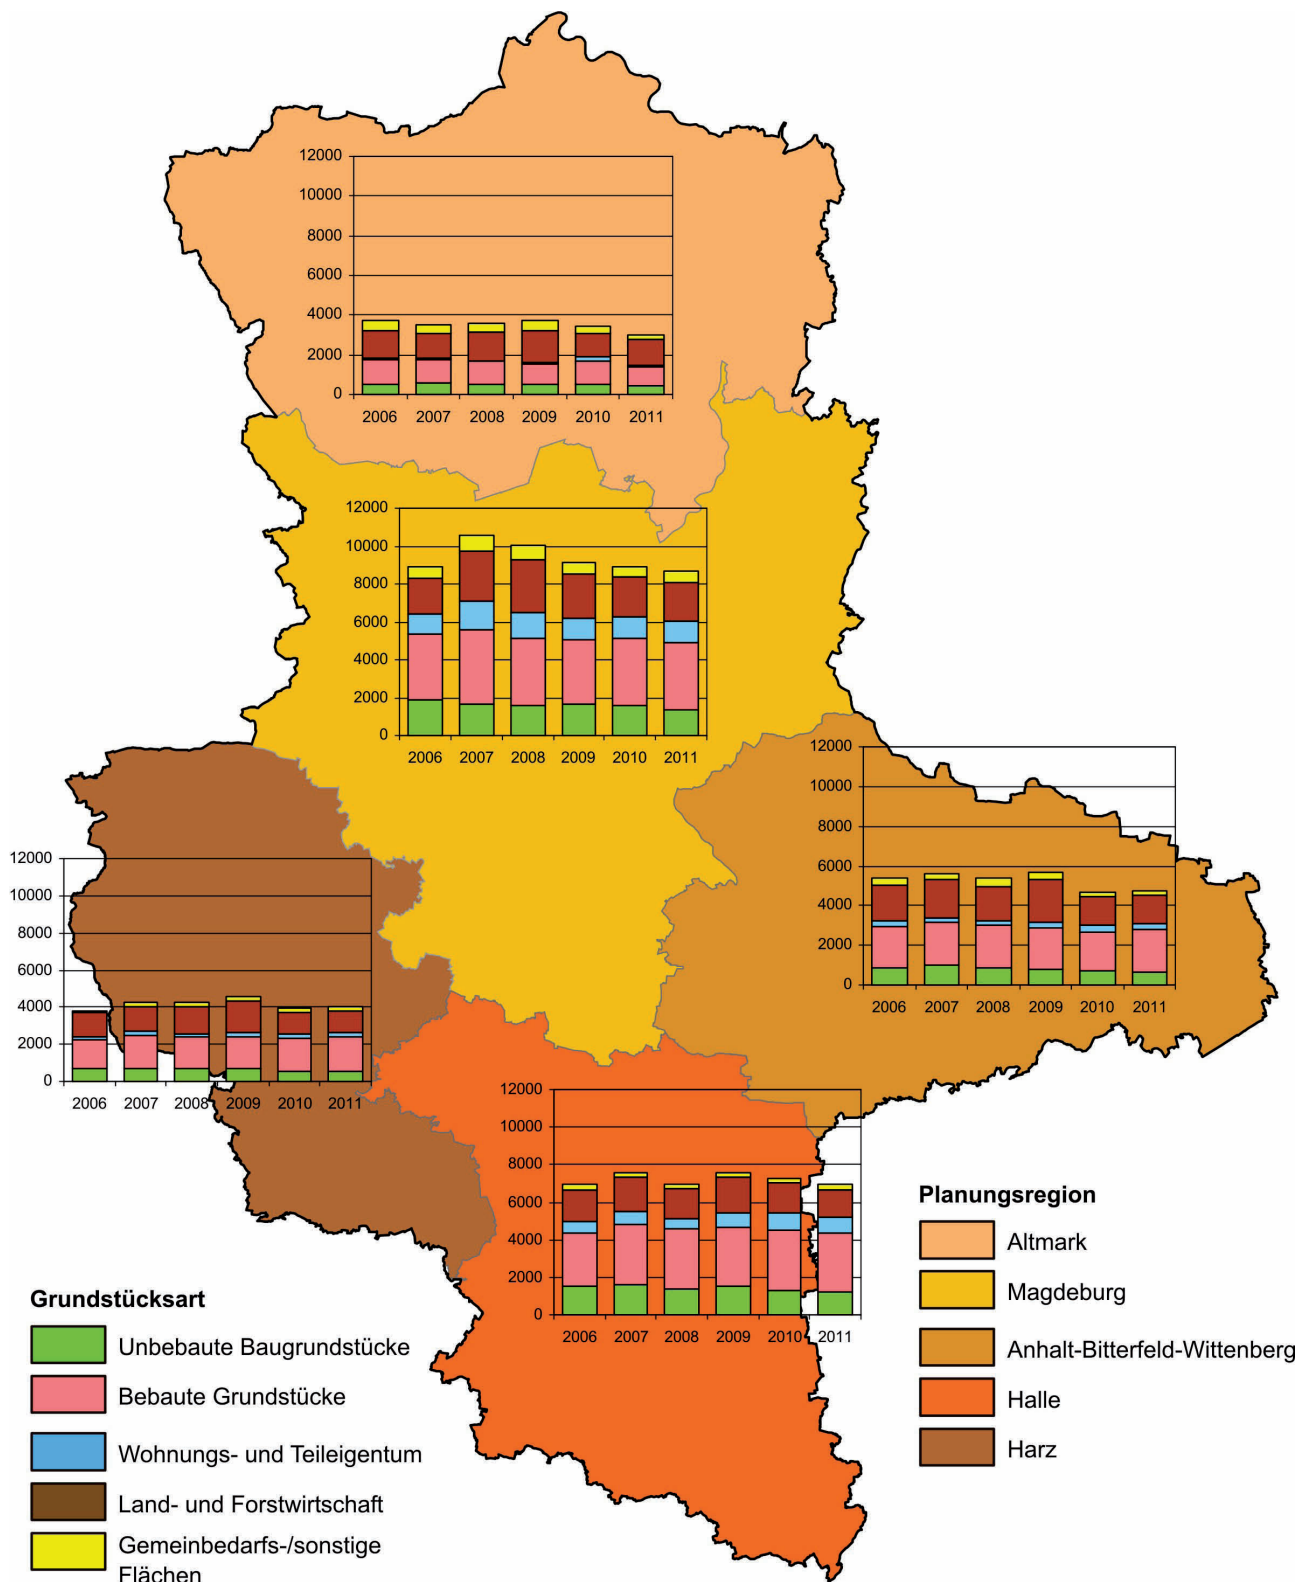 12000
10000
8000
6000
4000
2000
0
2006 2007 2008 2009 2010 2011
12000
10000
8000
6000
4000
2000
0
2006 2007 2008 2009 2010 2011
12000
10000
8000
6000
4000
2000
0
2006 2007 2008 2009 2010 2011
12000
10000
8000
6000
4000
2000
0
2006 2007 2008 2009 2010 2011
12000
10000
8000
6000
4000
2000
0
2006 2007 2008 2009 2010 2011
Grundstücksart
Unbebaute Baugrundstücke
Bebaute Grundstücke
Wohnungs- und Teileigentum
Land- und Forstwirtschaft
Gemeinbedarfs-/sonstige
Flächen
Planungsregion
Altmark
Magdeburg
Anhalt-Bitterfeld-Wittenberg
Halle
Harz